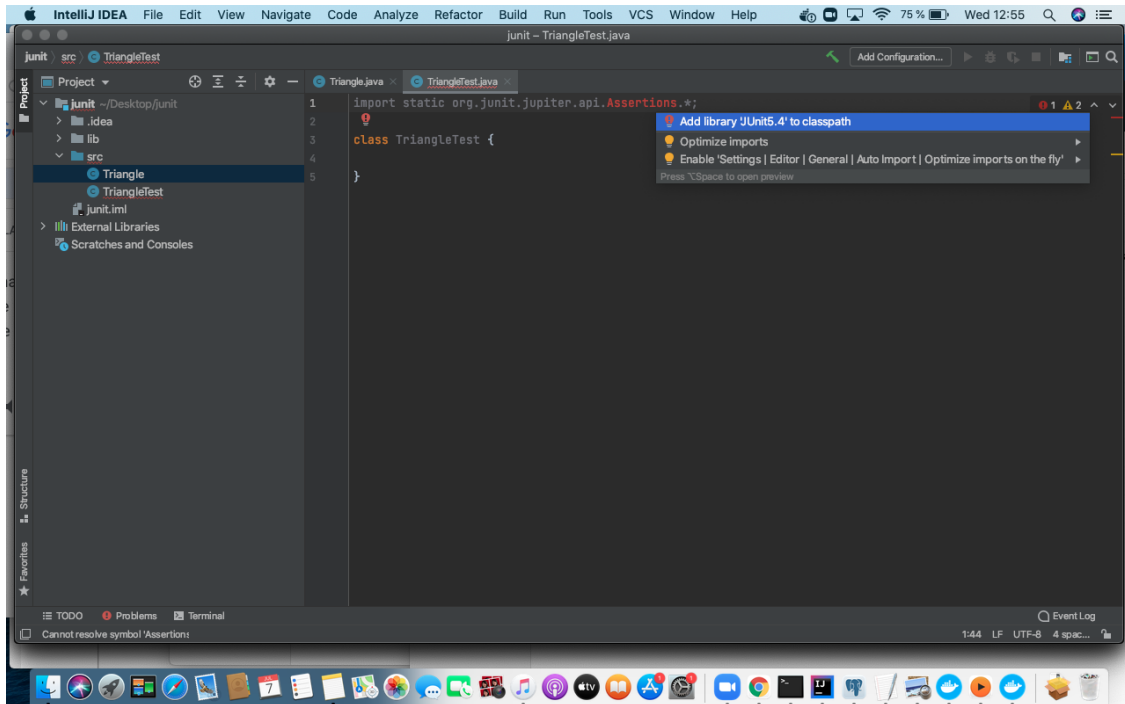 IntelliJ IDEA File Edit View Navigate Code Analyze Refactor Build Run Tools VCS Window Help 75 % Wed 12:55
junit – TriangleTest.java
junit src TriangleTest Add Configuration...
Project Project Triangle.java TriangleTest.java
junit ~/Desktop/junit
.idea
lib
src
Triangle
TriangleTest
junit.iml
External Libraries
Scratches and Consoles
1 import static org.junit.jupiter.api.Assertions.*; 1 2
2
3 class TriangleTest {
4
5 }
Add library 'JUnit5.4' to classpath
Optimize imports
Enable 'Settings | Editor | General | Auto Import | Optimize imports on the fly'
Press ⌥Space to open preview
Structure
Favorites
TODO Problems Terminal Event Log
Cannot resolve symbol 'Assertions 1:44 LF UTF-8 4 spac...
7
tv
IJ